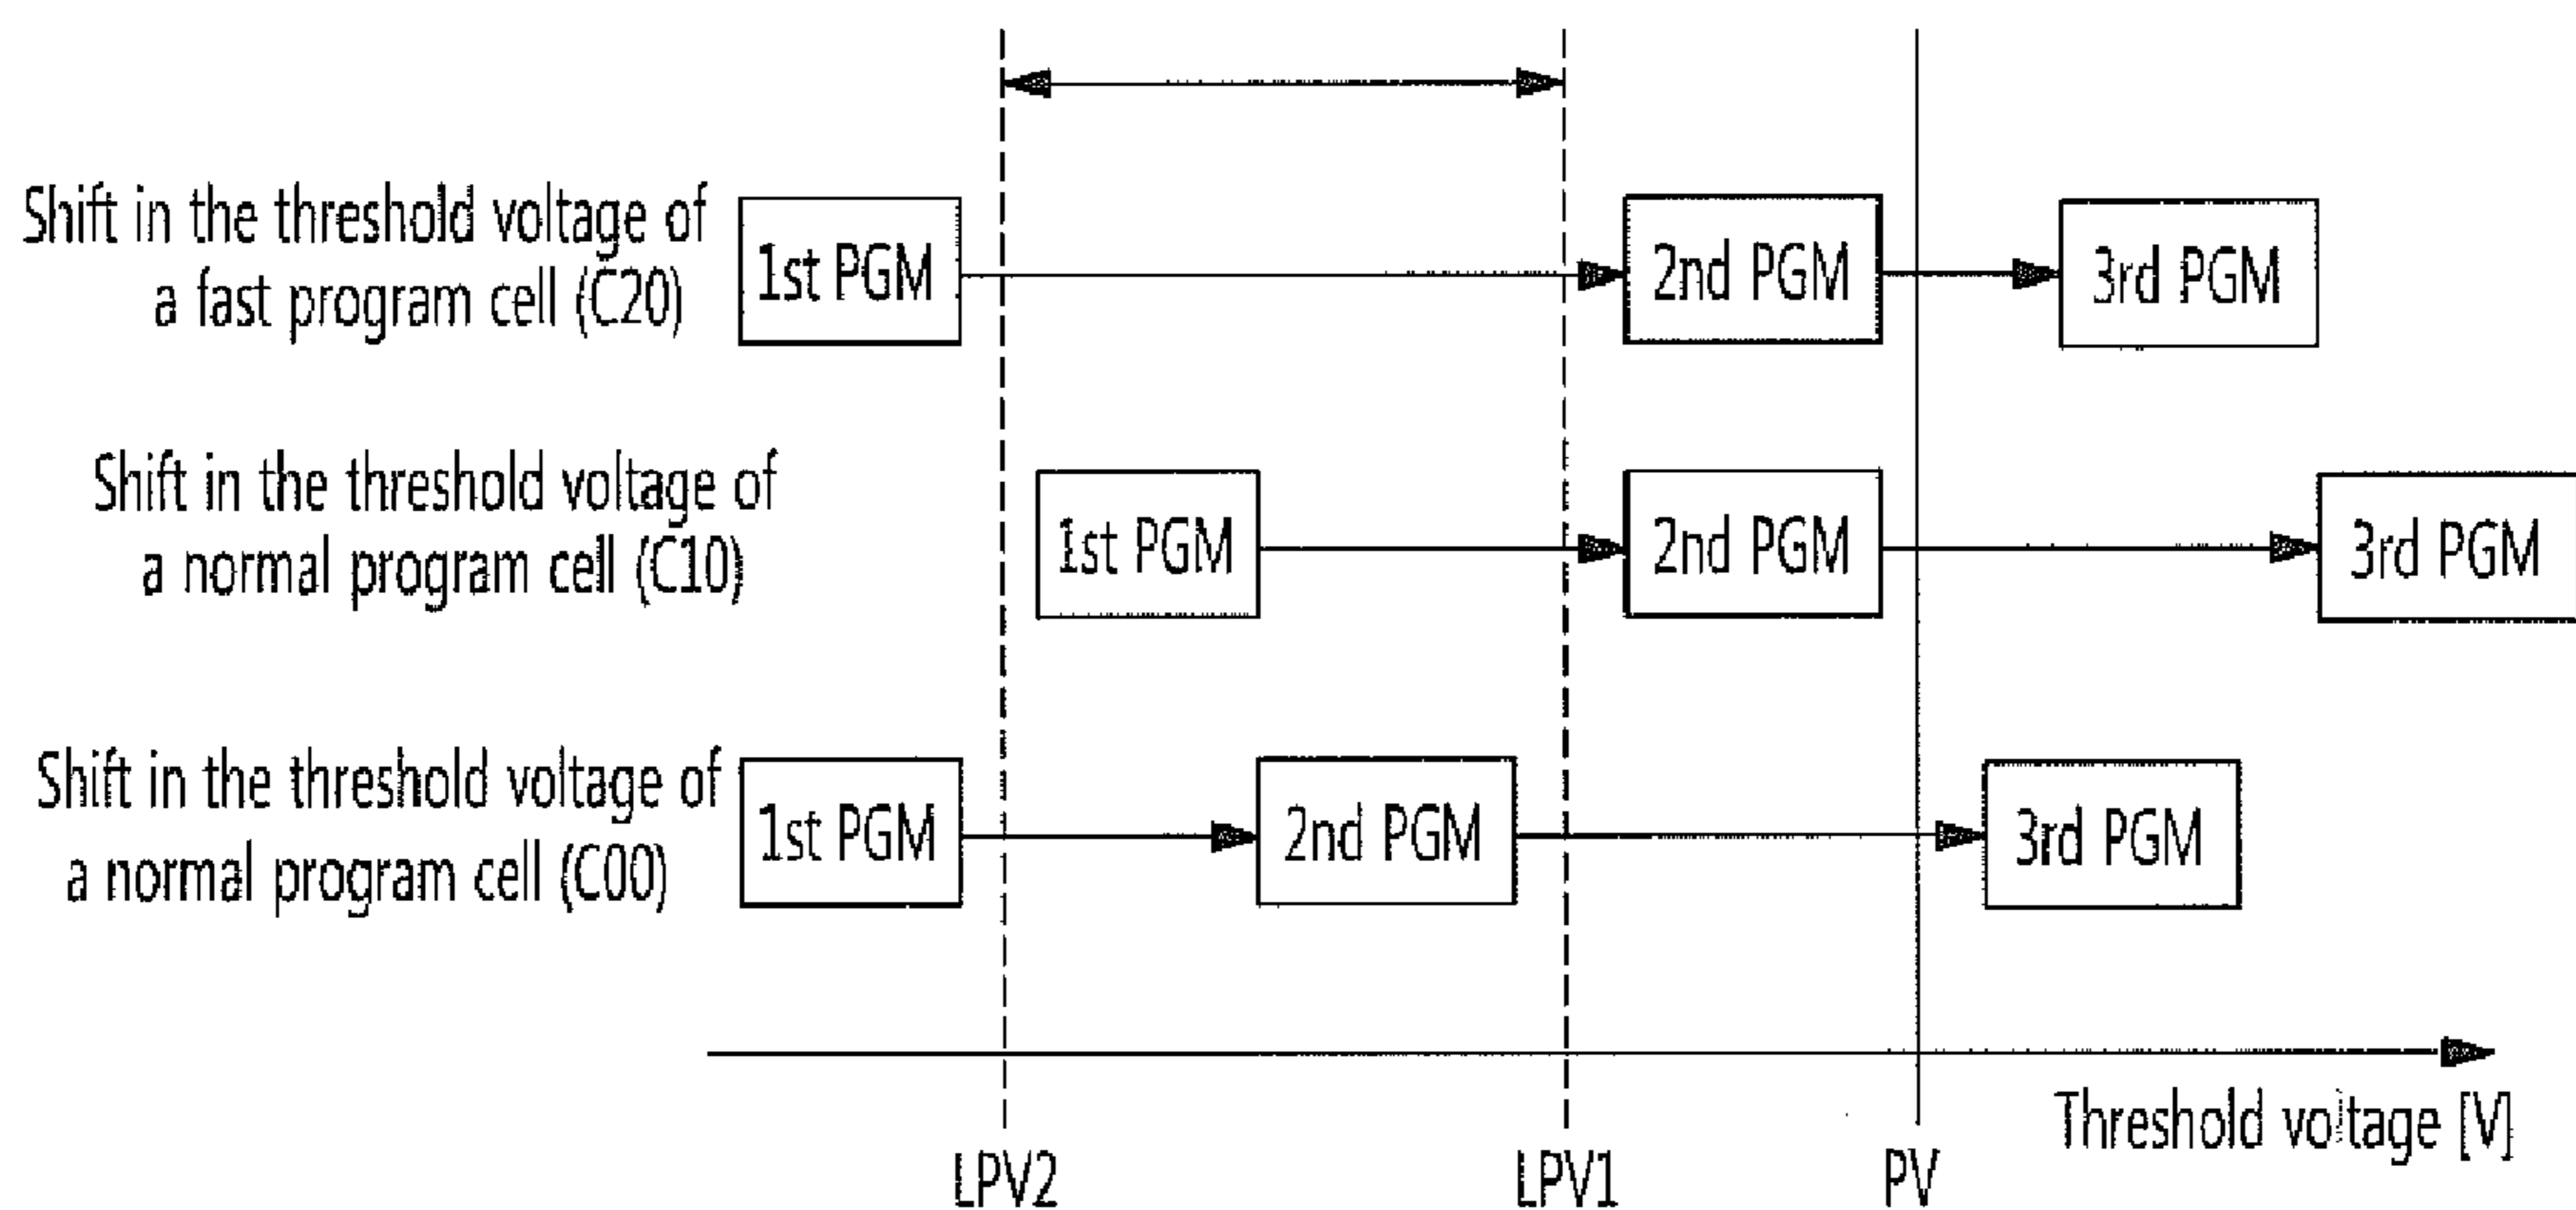 Shift in the threshold voltage of
a fast program cell (C20)
1st PGM
2nd PGM
3rd PGM
Shift in the threshold voltage of
a normal program cell (C10)
1st PGM
2nd PGM
3rd PGM
Shift in the threshold voltage of
a normal program cell (C00)
1st PGM
2nd PGM
3rd PGM
Threshold voltage [V]
LPV2
LPV1
PV